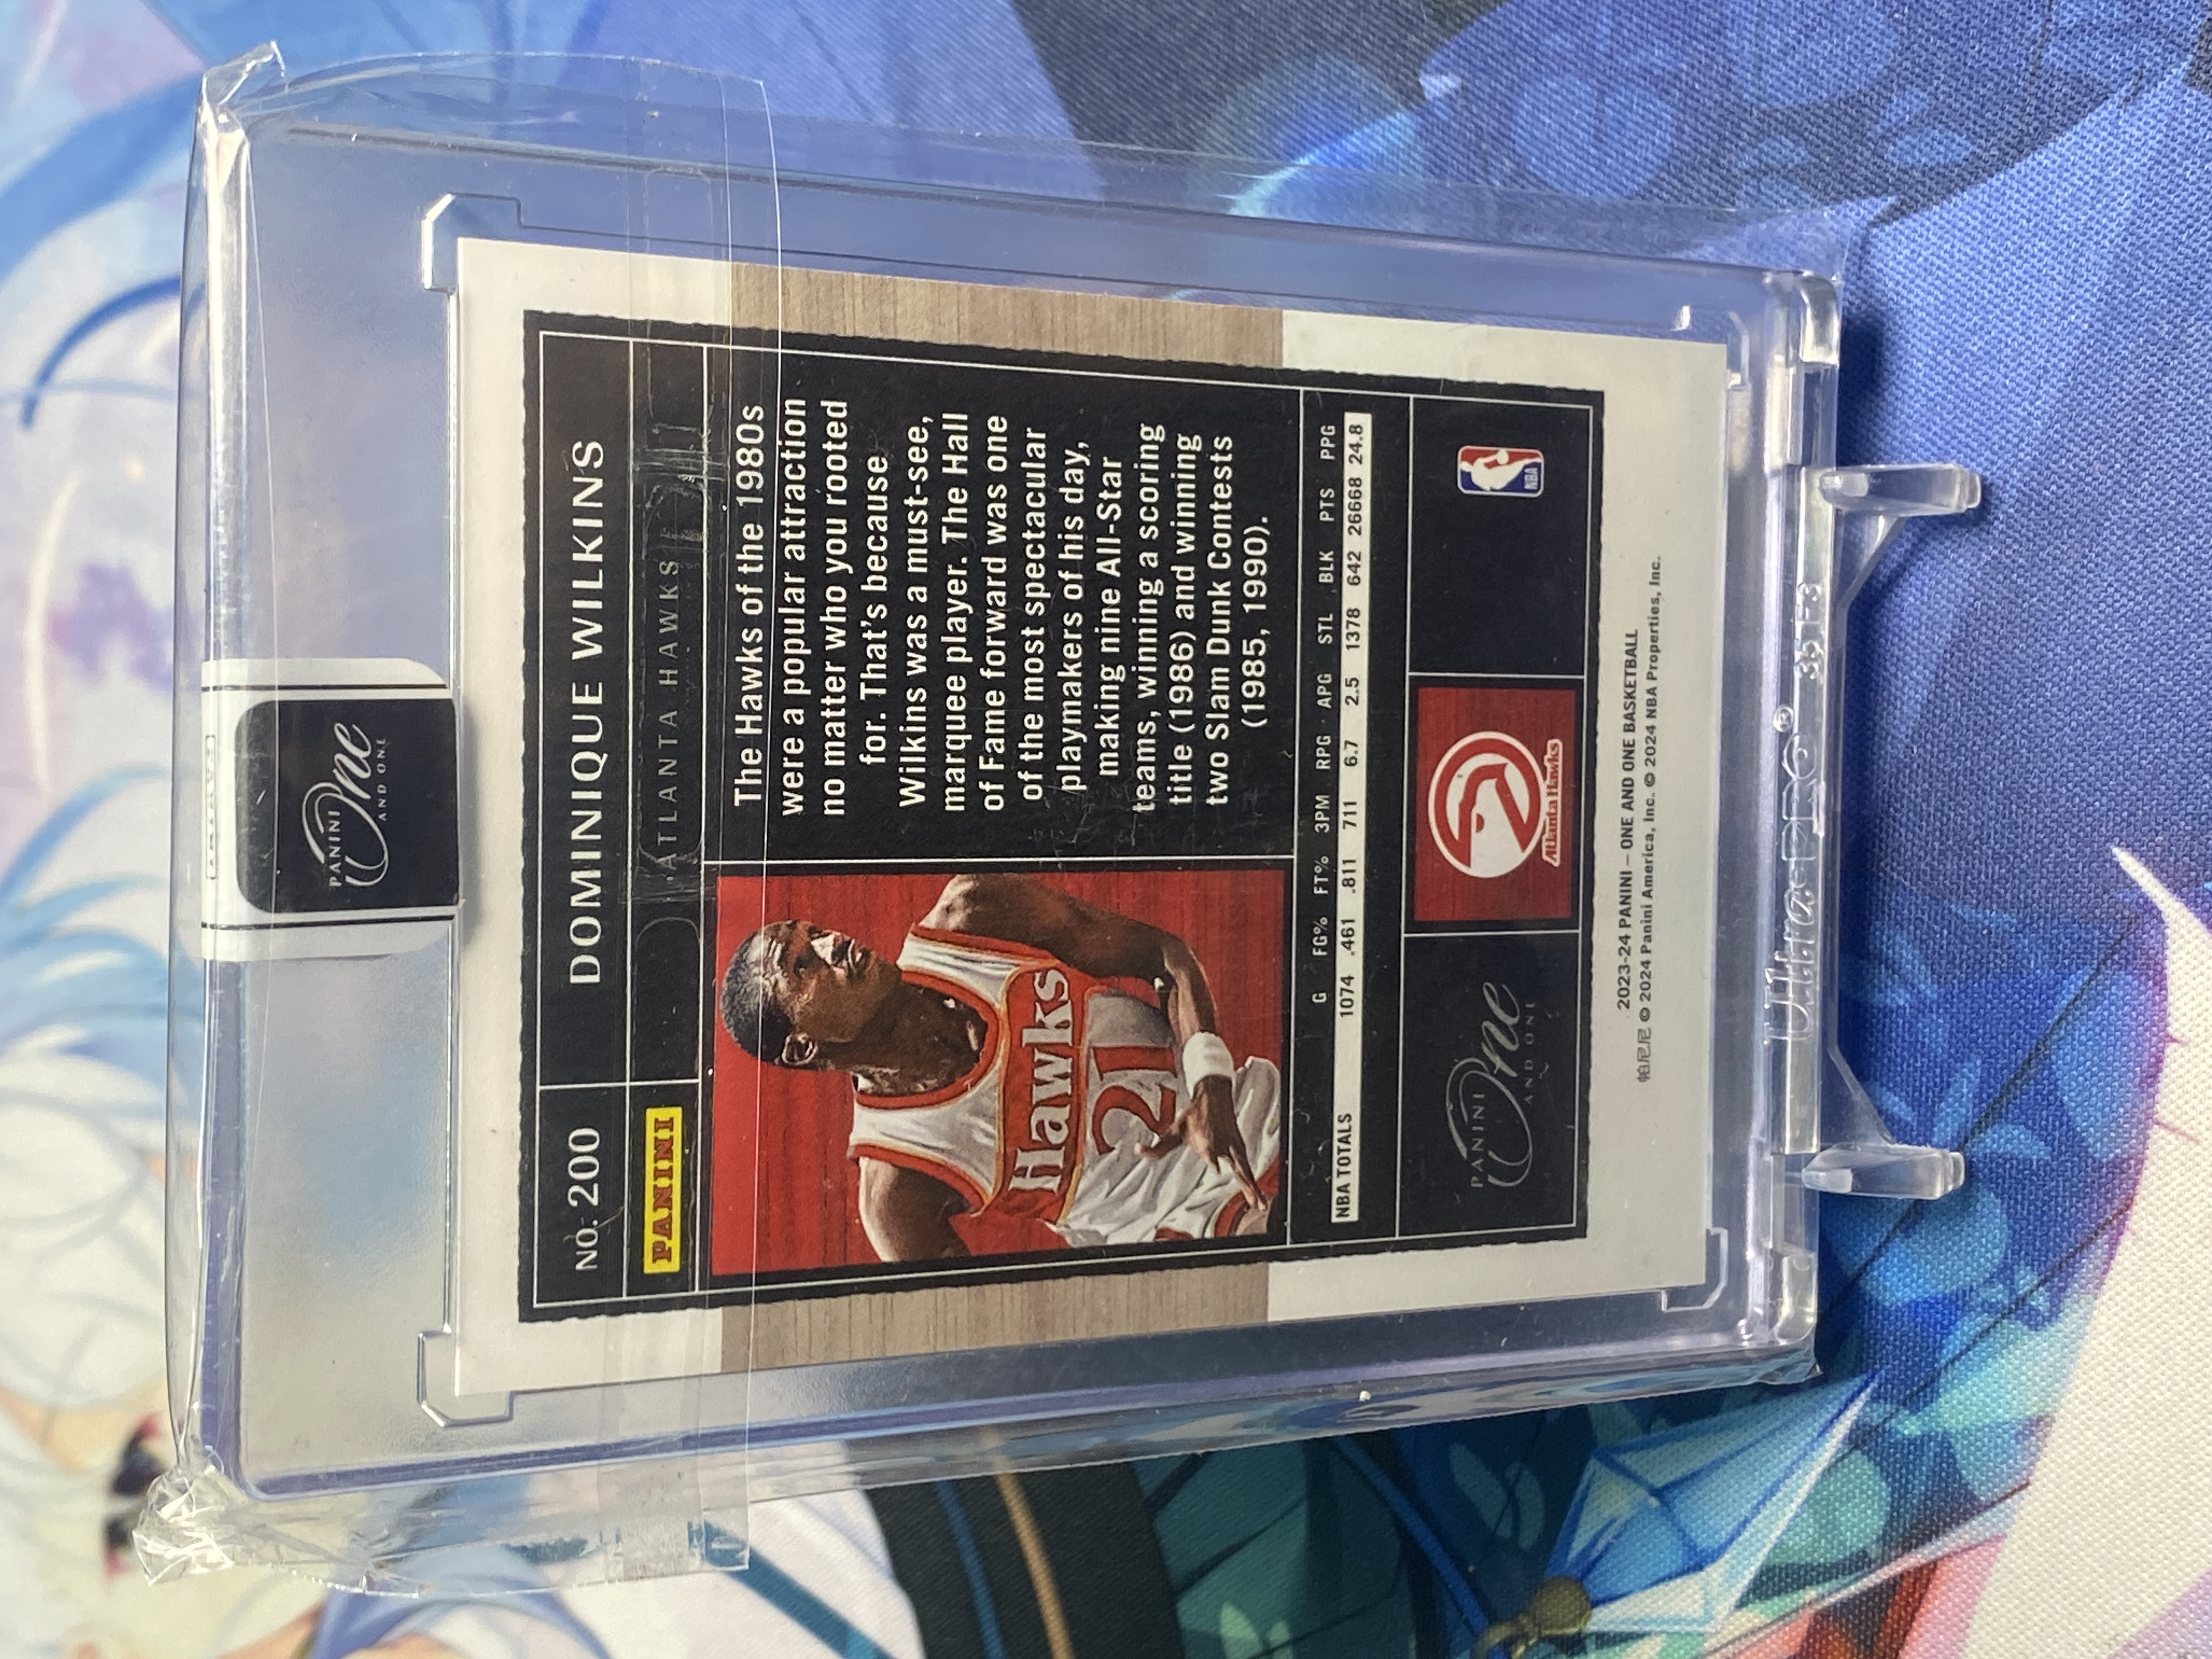 PANINI
One
AND ONE
NO. 200
DOMINIQUE WILKINS
PANINI
ATLANTA HAWKS
The Hawks of the 1980s
were a popular attraction
no matter who you rooted
for. That's because
Wilkins was a must-see,
marquee player. The Hall
of Fame forward was one
of the most spectacular
playmakers of his day,
making nine All-Star
teams, winning a scoring
title (1986) and winning
two Slam Dunk Contests
(1985, 1990).
Hawks
21
G FG% FT% 3PM RPG APG STL BLK PTS PPG
NBA TOTALS 1074 .461 .811 711 6.7 2.5 1378 642 26668 24.8
PANINI
One
AND ONE
Atlanta Hawks
NBA
2023-24 PANINI – ONE AND ONE BASKETBALL
帕尼尼 © 2024 Panini America, Inc. © 2024 NBA Properties, Inc.
Ultra PRO®